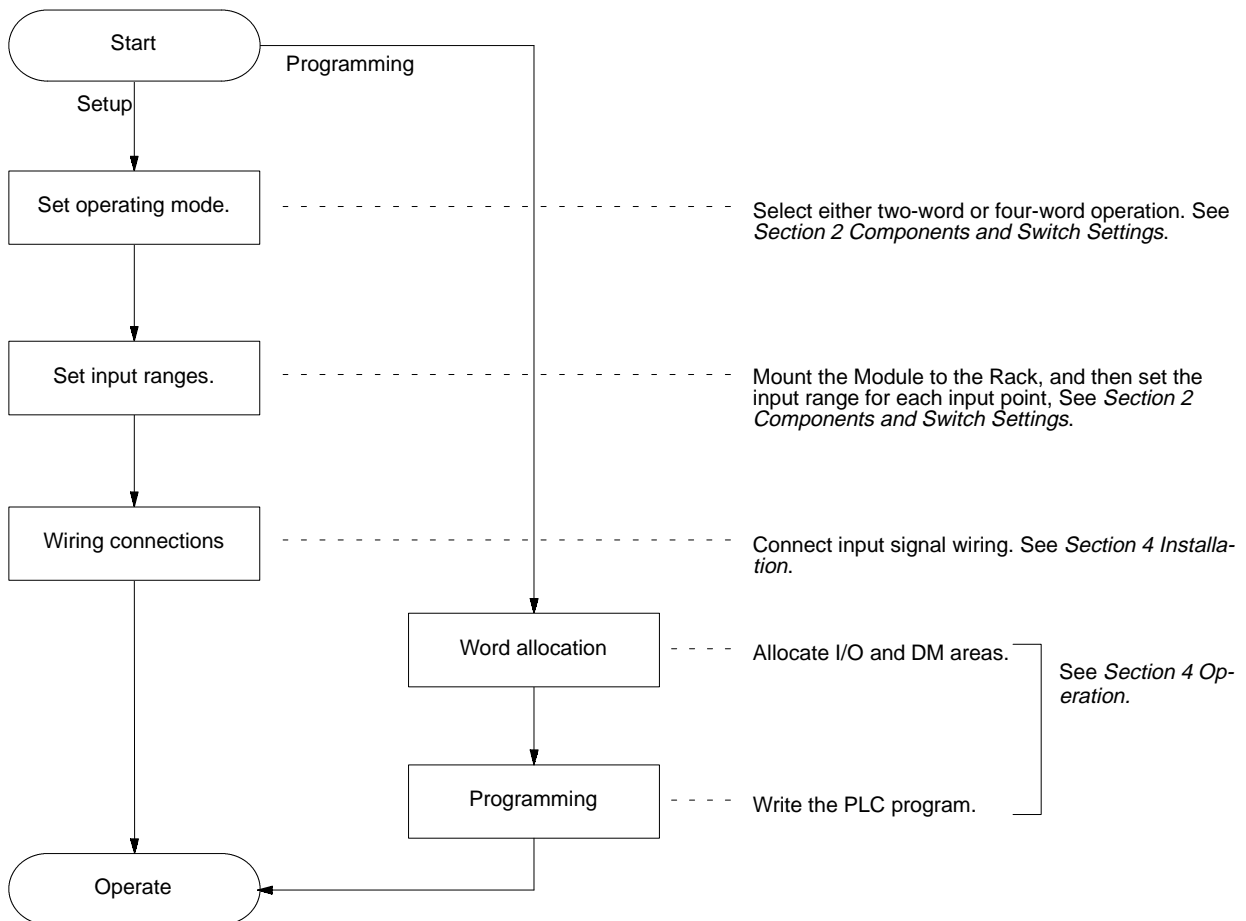 Start
Programming
Setup
Set operating mode.
Select either two-word or four-word operation. See
Section 2 Components and Switch Settings.
Set input ranges.
Mount the Module to the Rack, and then set the
input range for each input point, See Section 2
Components and Switch Settings.
Wiring connections
Connect input signal wiring. See Section 4 Installa-
tion.
Word allocation
Allocate I/O and DM areas.
See Section 4 Op-
eration.
Programming
Write the PLC program.
Operate